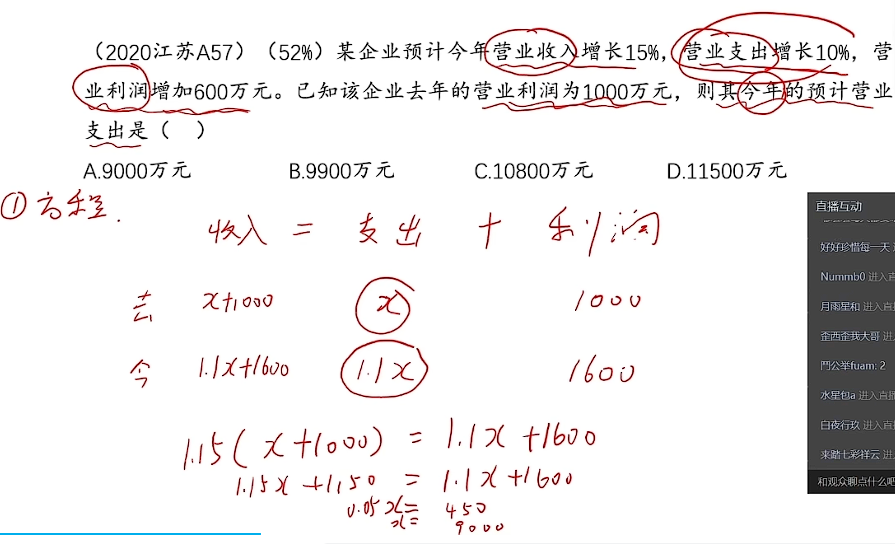 (2020江苏A57)(52%)某企业预计今年营业收入增长15%,营业支出增长10%,营
业利润增加600万元。已知该企业去年的营业利润为1000万元,则其今年的预计营业
支出是( )
A.9000万元 B.9900万元 C.10800万元 D.11500万元
①方程.
收入 = 支出 + 利润
去 x+1000 x 1000
今 1.1x+1600 1.1x 1600
1.15(x+1000) = 1.1x+1600
1.15x+1150 = 1.1x+1600
0.05x= 450
x= 9000
直播互动
好好珍惜每一天
Nummb0 进入直
月雨星和 进入直
歪西歪我大哥 进
鬥公举fuam: 2
水星包a 进入直播
白夜行玖 进入直
来踏七彩祥云 进
和观众聊点什么吧